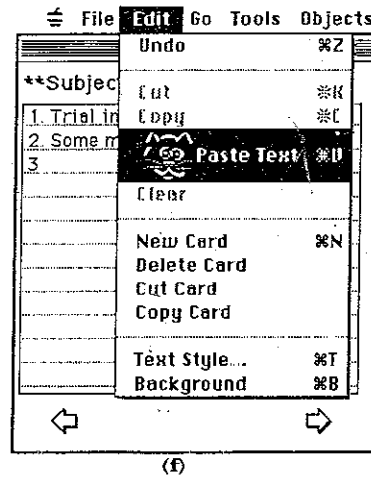 File Edit Go Tools Objects
Undo ⌘Z
**Subjec
Cut ⌘X
1. Trial in
Copy ⌘C
2. Some m
Paste Text ⌘V
3
Clear
New Card ⌘N
Delete Card
Cut Card
Copy Card
Text Style... ⌘T
Background ⌘B
(f)